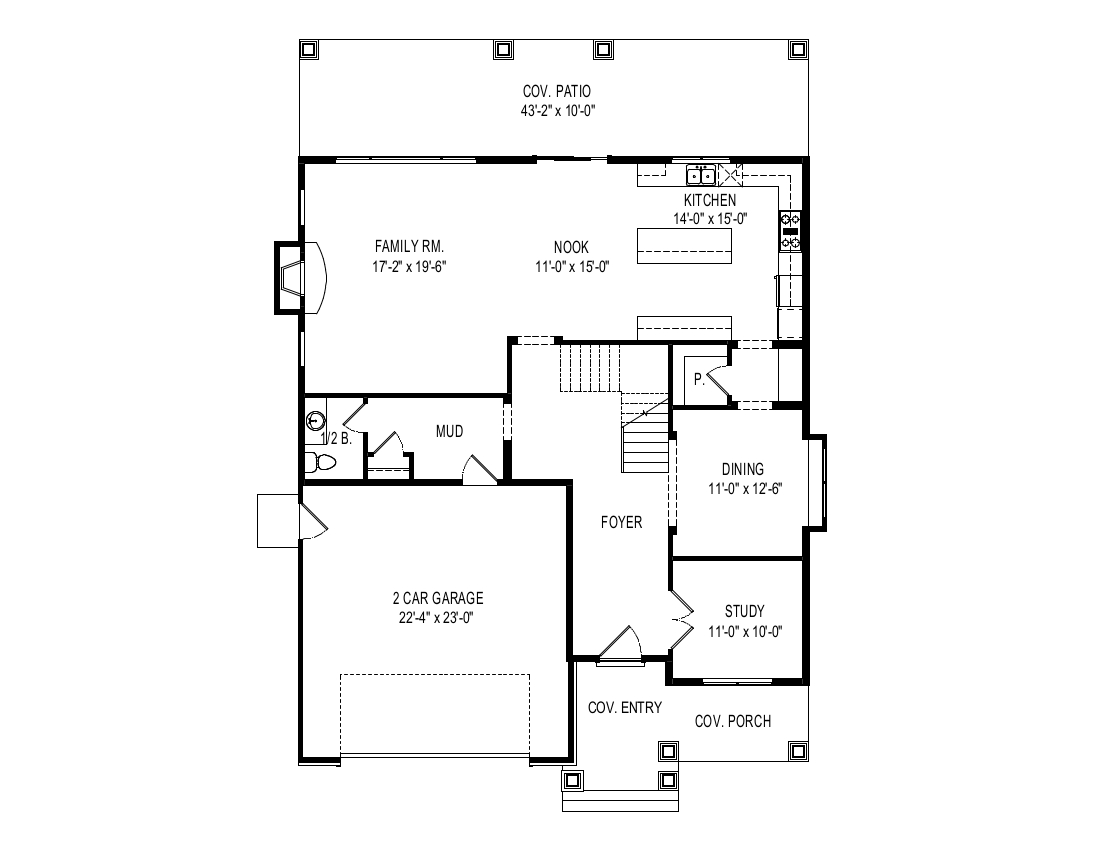 COV. PATIO
43'-2" x 10'-0"
KITCHEN
14'-0" x 15'-0"
FAMILY RM.
17'-2" x 19'-6"
NOOK
11'-0" x 15'-0"
P.
1/2 B.
MUD
DINING
11'-0" x 12'-6"
FOYER
2 CAR GARAGE
22'-4" x 23'-0"
STUDY
11'-0" x 10'-0"
COV. ENTRY
COV. PORCH